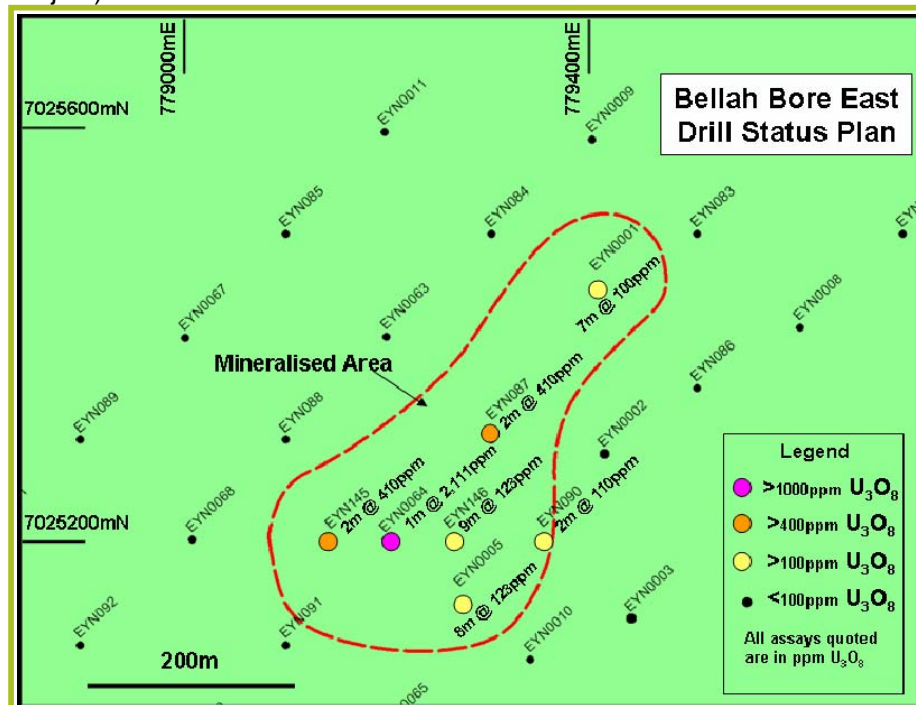 779000mE
779400mE
7025600mN
Bellah Bore East
Drill Status Plan
EYN0011
EYN0009
EYN085
EYN084
EYN083
EYN0001
7m @ 100ppm
EYN0008
EYN0067
EYN0063
Mineralised Area
EYN086
EYN087
2m @ 410ppm
EYN089
EYN088
EYN0002
EYN0068
7025200mN
EYN145
2m @ 410ppm
EYN0064
1m @ 2,111ppm
EYN146
9m @ 123ppm
EYN090
2m @ 110ppm
EYN0005
8m @ 123ppm
EYN0003
EYN092
EYN091
EYN0010
200m
Legend
>1000ppm U₃O₈
>400ppm U₃O₈
>100ppm U₃O₈
<100ppm U₃O₈
All assays quoted
are in ppm U₃O₈